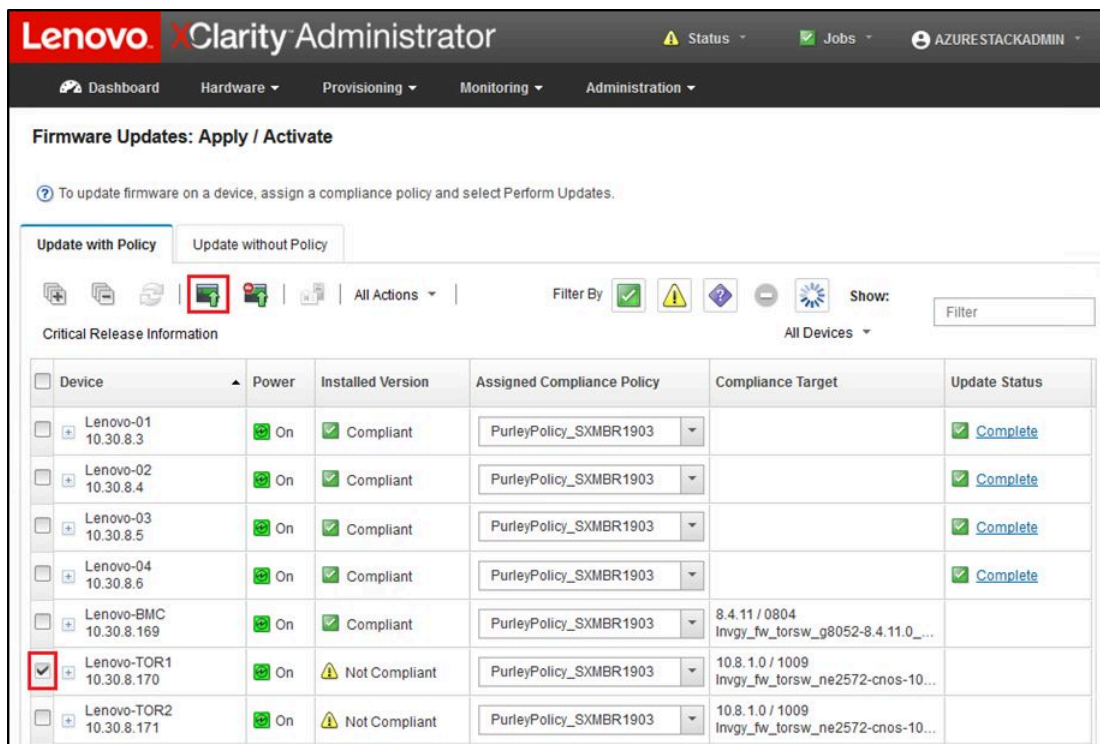 Lenovo. XClarity Administrator Status Jobs AZURESTACKADMIN
Dashboard Hardware Provisioning Monitoring Administration
Firmware Updates: Apply / Activate
? To update firmware on a device, assign a compliance policy and select Perform Updates.
Update with Policy Update without Policy
All Actions Filter By Show: Filter
Critical Release Information All Devices
Device Power Installed Version Assigned Compliance Policy Compliance Target Update Status
Lenovo-01
10.30.8.3 On Compliant PurleyPolicy_SXMBR1903 Complete
Lenovo-02
10.30.8.4 On Compliant PurleyPolicy_SXMBR1903 Complete
Lenovo-03
10.30.8.5 On Compliant PurleyPolicy_SXMBR1903 Complete
Lenovo-04
10.30.8.6 On Compliant PurleyPolicy_SXMBR1903 Complete
Lenovo-BMC 8.4.11 / 0804
10.30.8.169 On Compliant PurleyPolicy_SXMBR1903 lnvgy_fw_torsw_g8052-8.4.11.0_...
Lenovo-TOR1 10.8.1.0 / 1009
10.30.8.170 On Not Compliant PurleyPolicy_SXMBR1903 lnvgy_fw_torsw_ne2572-cnos-10...
Lenovo-TOR2 10.8.1.0 / 1009
10.30.8.171 On Not Compliant PurleyPolicy_SXMBR1903 lnvgy_fw_torsw_ne2572-cnos-10...